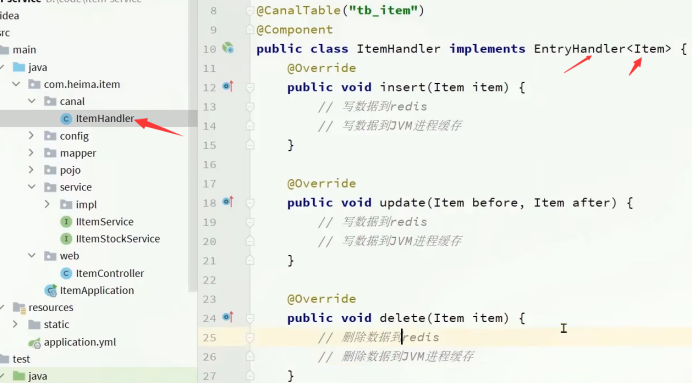 service D:\code\item-service
idea
src
main
java
com.heima.item
canal
ItemHandler
config
mapper
pojo
service
impl
IItemService
IItemStockService
web
ItemController
ItemApplication
resources
static
application.yml
test
java
8 @CanalTable("tb_item")
9 @Component
10 public class ItemHandler implements EntryHandler<Item> {
11 @Override
12 public void insert(Item item) {
13 // 写数据到redis
14 // 写数据到JVM进程缓存
15 }
16
17 @Override
18 public void update(Item before, Item after) {
19 // 写数据到redis
20 // 写数据到JVM进程缓存
21 }
22
23 @Override
24 public void delete(Item item) {
25 // 删除数据到redis
26 // 删除数据到JVM进程缓存
27 }